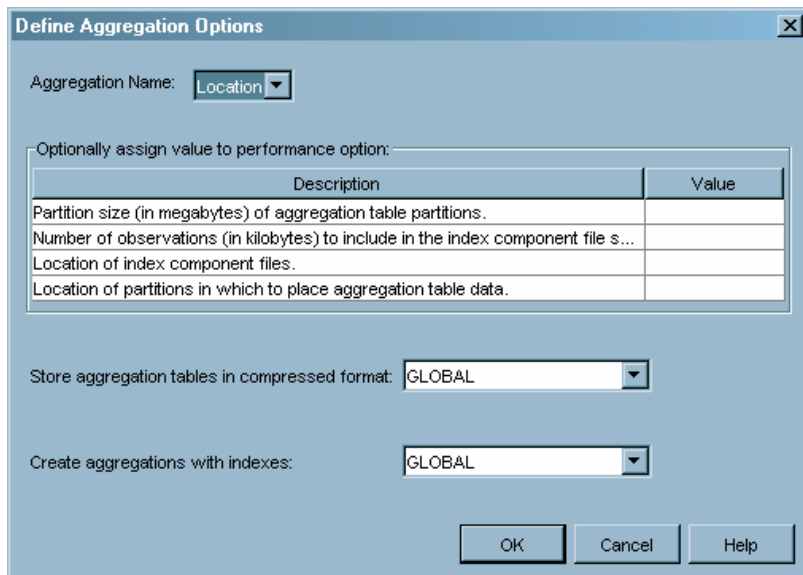 Define Aggregation Options
Aggregation Name: Location
Optionally assign value to performance option:
Description Value
Partition size (in megabytes) of aggregation table partitions.
Number of observations (in kilobytes) to include in the index component file s...
Location of index component files.
Location of partitions in which to place aggregation table data.
Store aggregation tables in compressed format: GLOBAL
Create aggregations with indexes: GLOBAL
OK Cancel Help